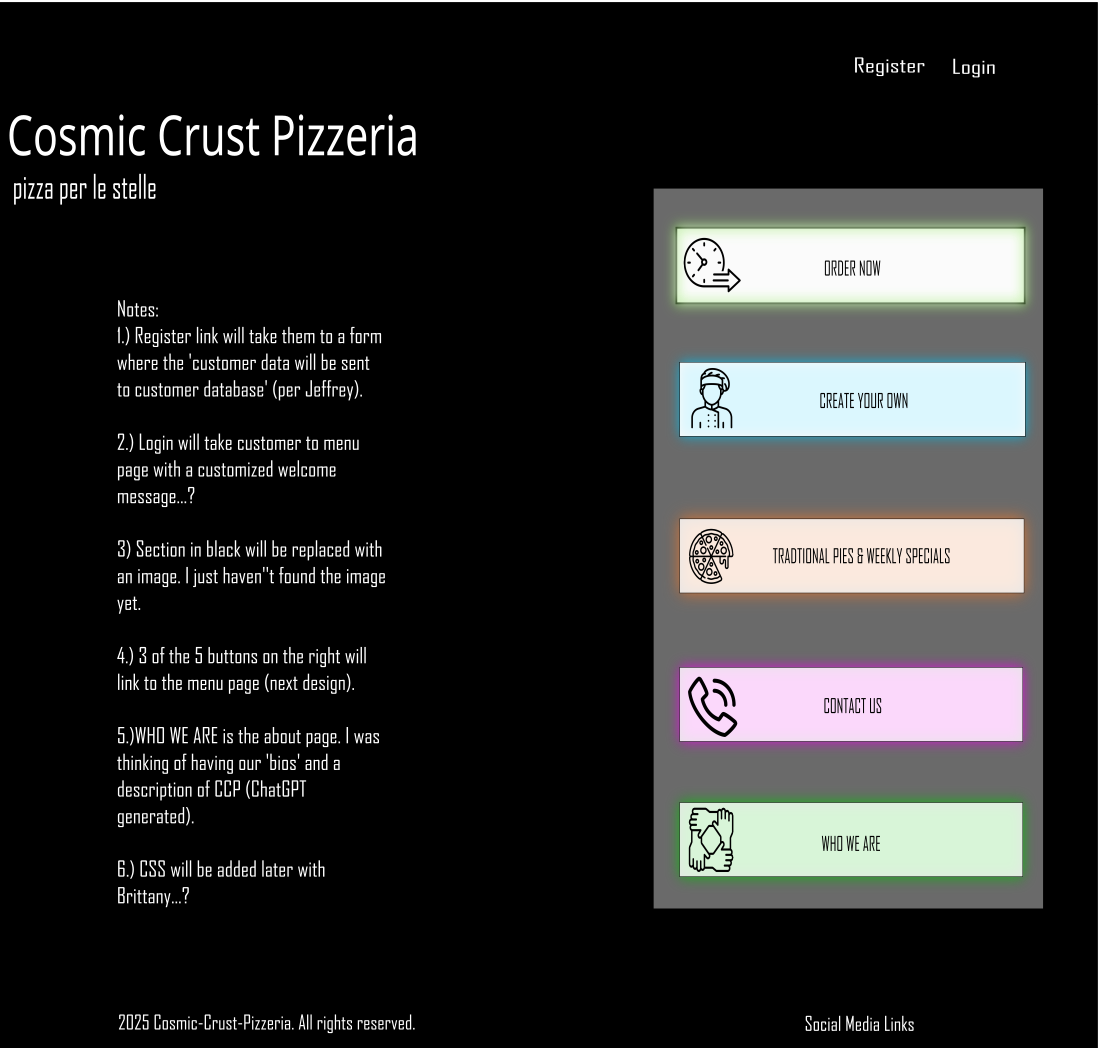 Register Login
Cosmic Crust Pizzeria
pizza per le stelle
Notes:
1.) Register link will take them to a form
where the 'customer data will be sent
to customer database' (per Jeffrey).
2.) Login will take customer to menu
page with a customized welcome
message...?
3) Section in black will be replaced with
an image. I just haven"t found the image
yet.
4.) 3 of the 5 buttons on the right will
link to the menu page (next design).
5.)WHO WE ARE is the about page. I was
thinking of having our 'bios' and a
description of CCP (ChatGPT
generated).
6.) CSS will be added later with
Brittany...?
ORDER NOW
CREATE YOUR OWN
TRADTIONAL PIES & WEEKLY SPECIALS
CONTACT US
WHO WE ARE
2025 Cosmic-Crust-Pizzeria. All rights reserved.
Social Media Links